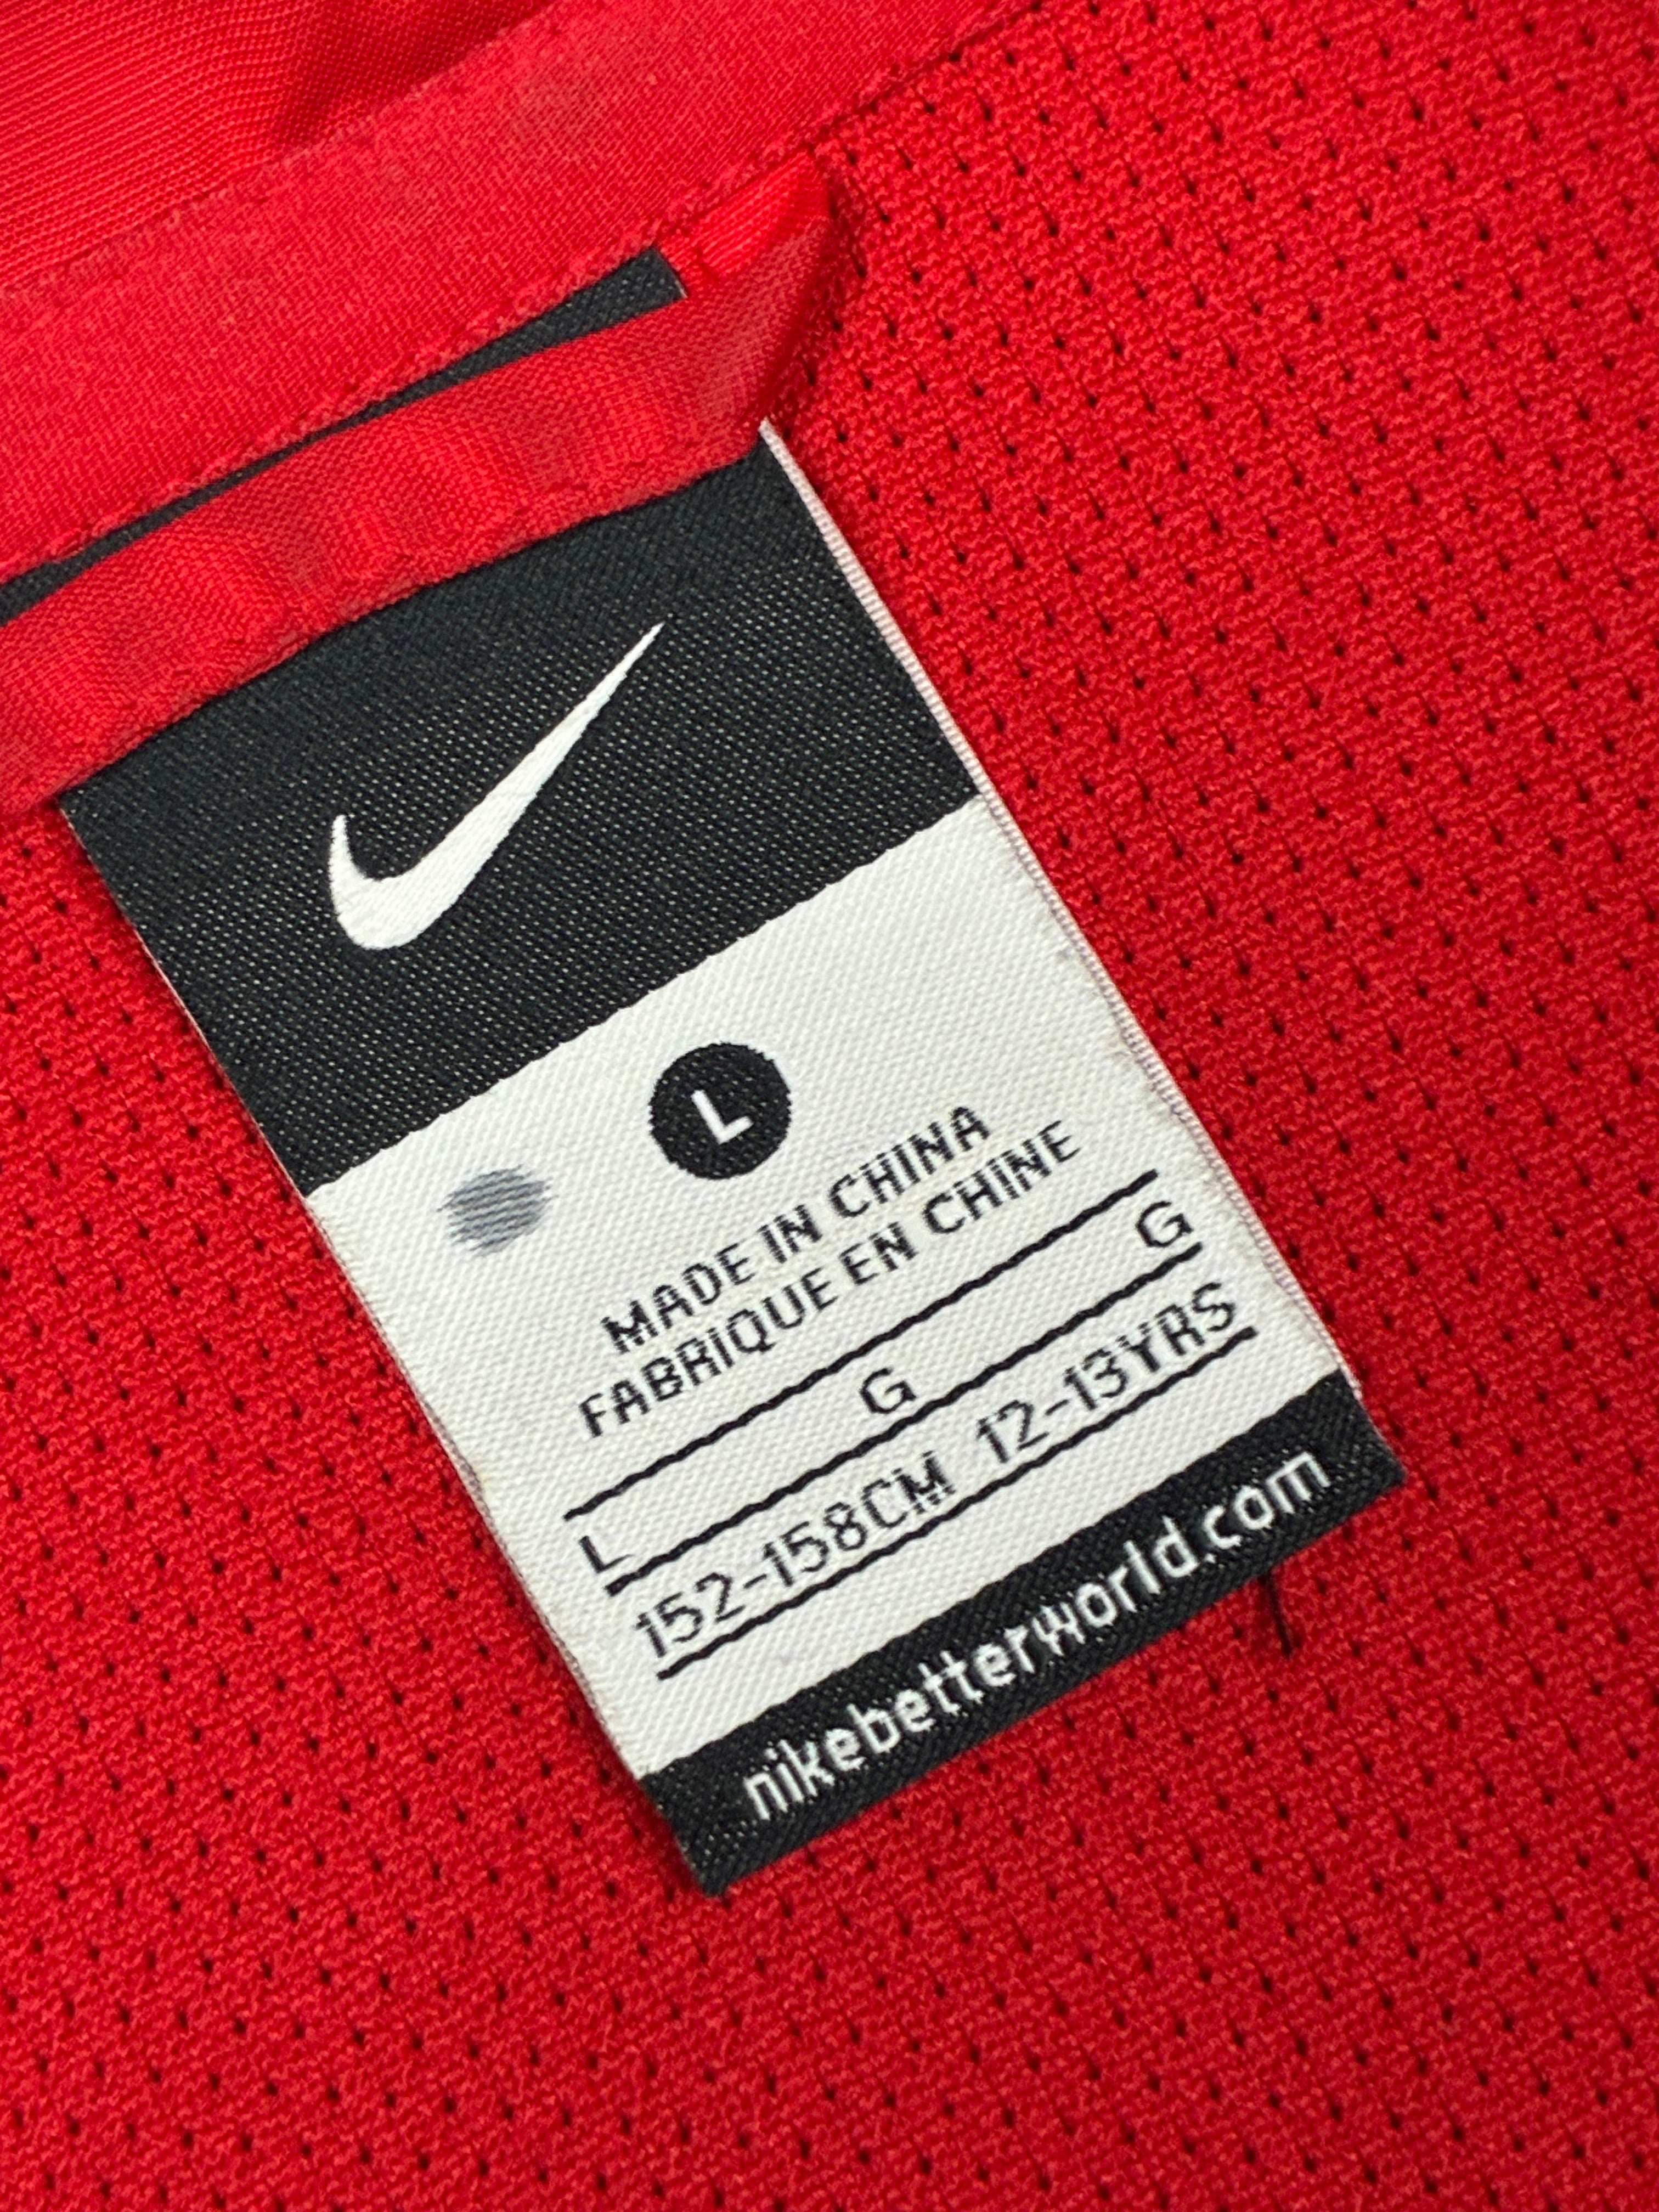 L
MADE IN CHINA
FABRIQUE EN CHINE
L G G
152-158CM 12-13YRS
nikebetterworld.com